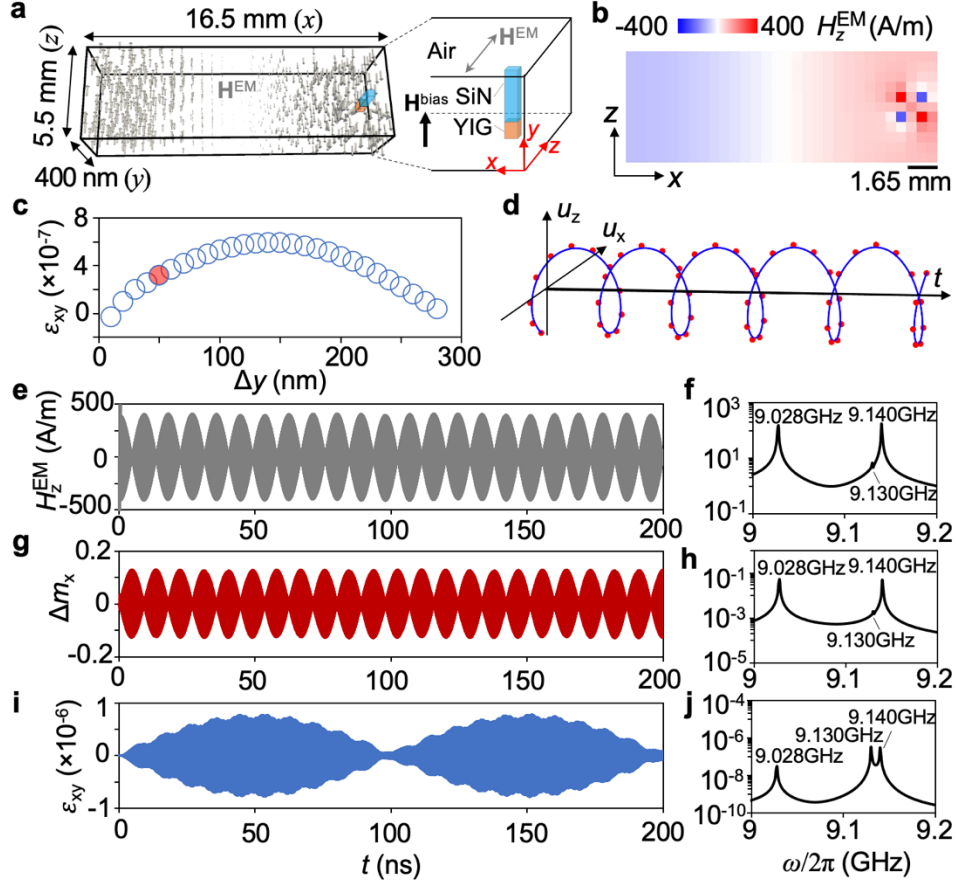 a
16.5 mm (x)
5.5 mm (z)
400 nm (y)
H^EM
Air
H^EM
H^bias
SiN
YIG
x
y
z
b
-400
400
H_z^EM (A/m)
z
x
1.65 mm
c
ε_xy (×10^-7)
8
4
0
0
100
200
300
Δy (nm)
d
u_z
u_x
t
e
H_z^EM (A/m)
500
0
-500
0
50
100
150
200
f
10^3
10^1
10^-1
9.028GHz
9.140GHz
9.130GHz
9
9.1
9.2
g
Δm_x
0.2
0
-0.2
0
50
100
150
200
h
10^-1
10^-3
10^-5
9.028GHz
9.140GHz
9.130GHz
9
9.1
9.2
i
ε_xy (×10^-6)
1
0
-1
0
50
100
150
200
t (ns)
j
10^-4
10^-6
10^-8
10^-10
9.140GHz
9.130GHz
9.028GHz
9
9.1
9.2
ω/2π (GHz)